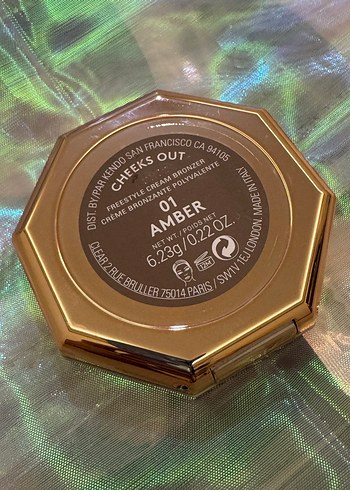 DIST. BY/PAR KENDO SAN FRANCISCO CA 94105
CHEEKS OUT
FREESTYLE CREAM BRONZER
CRÈME BRONZANTE POLYVALENTE
01
AMBER
NET WT / POIDS NET
6.23g/0.22 OZ.
12M
CLEAR 2 RUE BRULLER 75014 PARIS / SW1V 1EJ LONDON. MADE IN ITALY